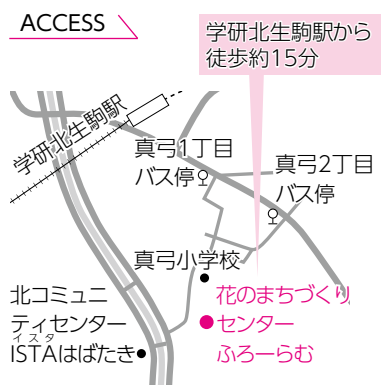 ACCESS
学研北生駒駅から
徒歩約15分
学研北生駒駅
真弓1丁目
バス停
真弓2丁目
バス停
真弓小学校
北コミュニ
ティセンター
イスタ
ISTAはばたき
花のまちづくり
センター
ふろーらむ